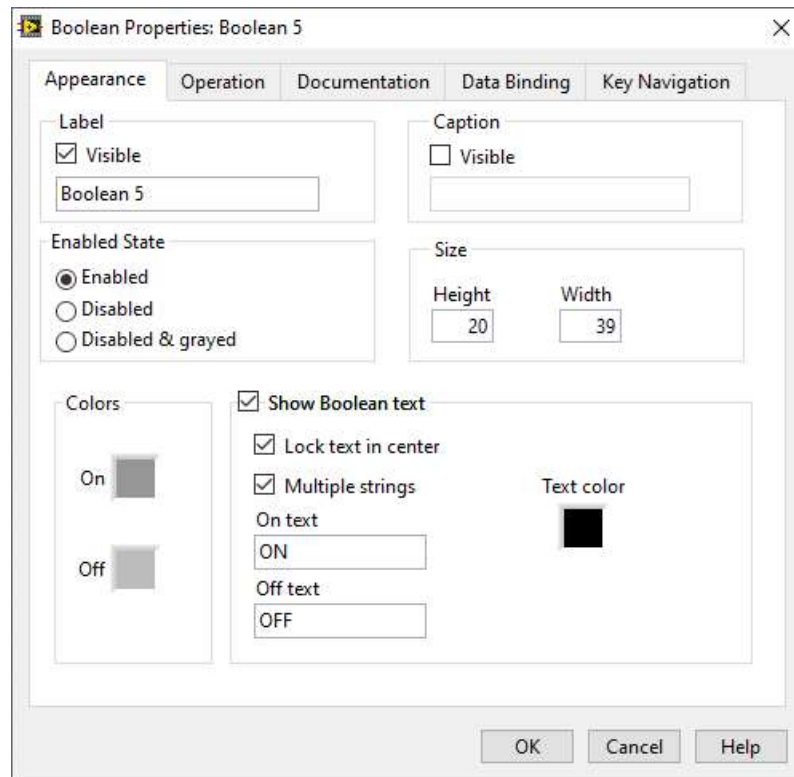 Boolean Properties: Boolean 5
Appearance Operation Documentation Data Binding Key Navigation
Label
Visible
Boolean 5
Caption
Visible
Enabled State
Enabled
Disabled
Disabled & grayed
Size
Height Width
20 39
Colors
On
Off
Show Boolean text
Lock text in center
Multiple strings
On text
ON
Off text
OFF
Text color
OK Cancel Help